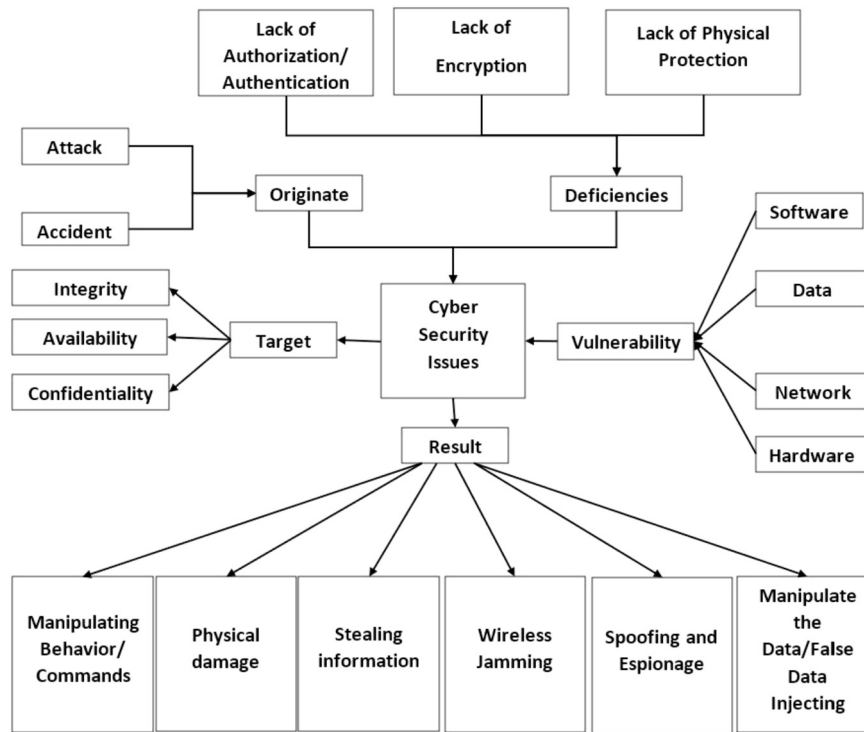 Lack of
Authorization/
Authentication
Lack of
Encryption
Lack of Physical
Protection
Attack
Accident
Originate
Deficiencies
Software
Data
Network
Hardware
Integrity
Availability
Confidentiality
Target
Cyber
Security
Issues
Vulnerability
Result
Manipulating
Behavior/
Commands
Physical
damage
Stealing
information
Wireless
Jamming
Spoofing and
Espionage
Manipulate
the
Data/False
Data
Injecting